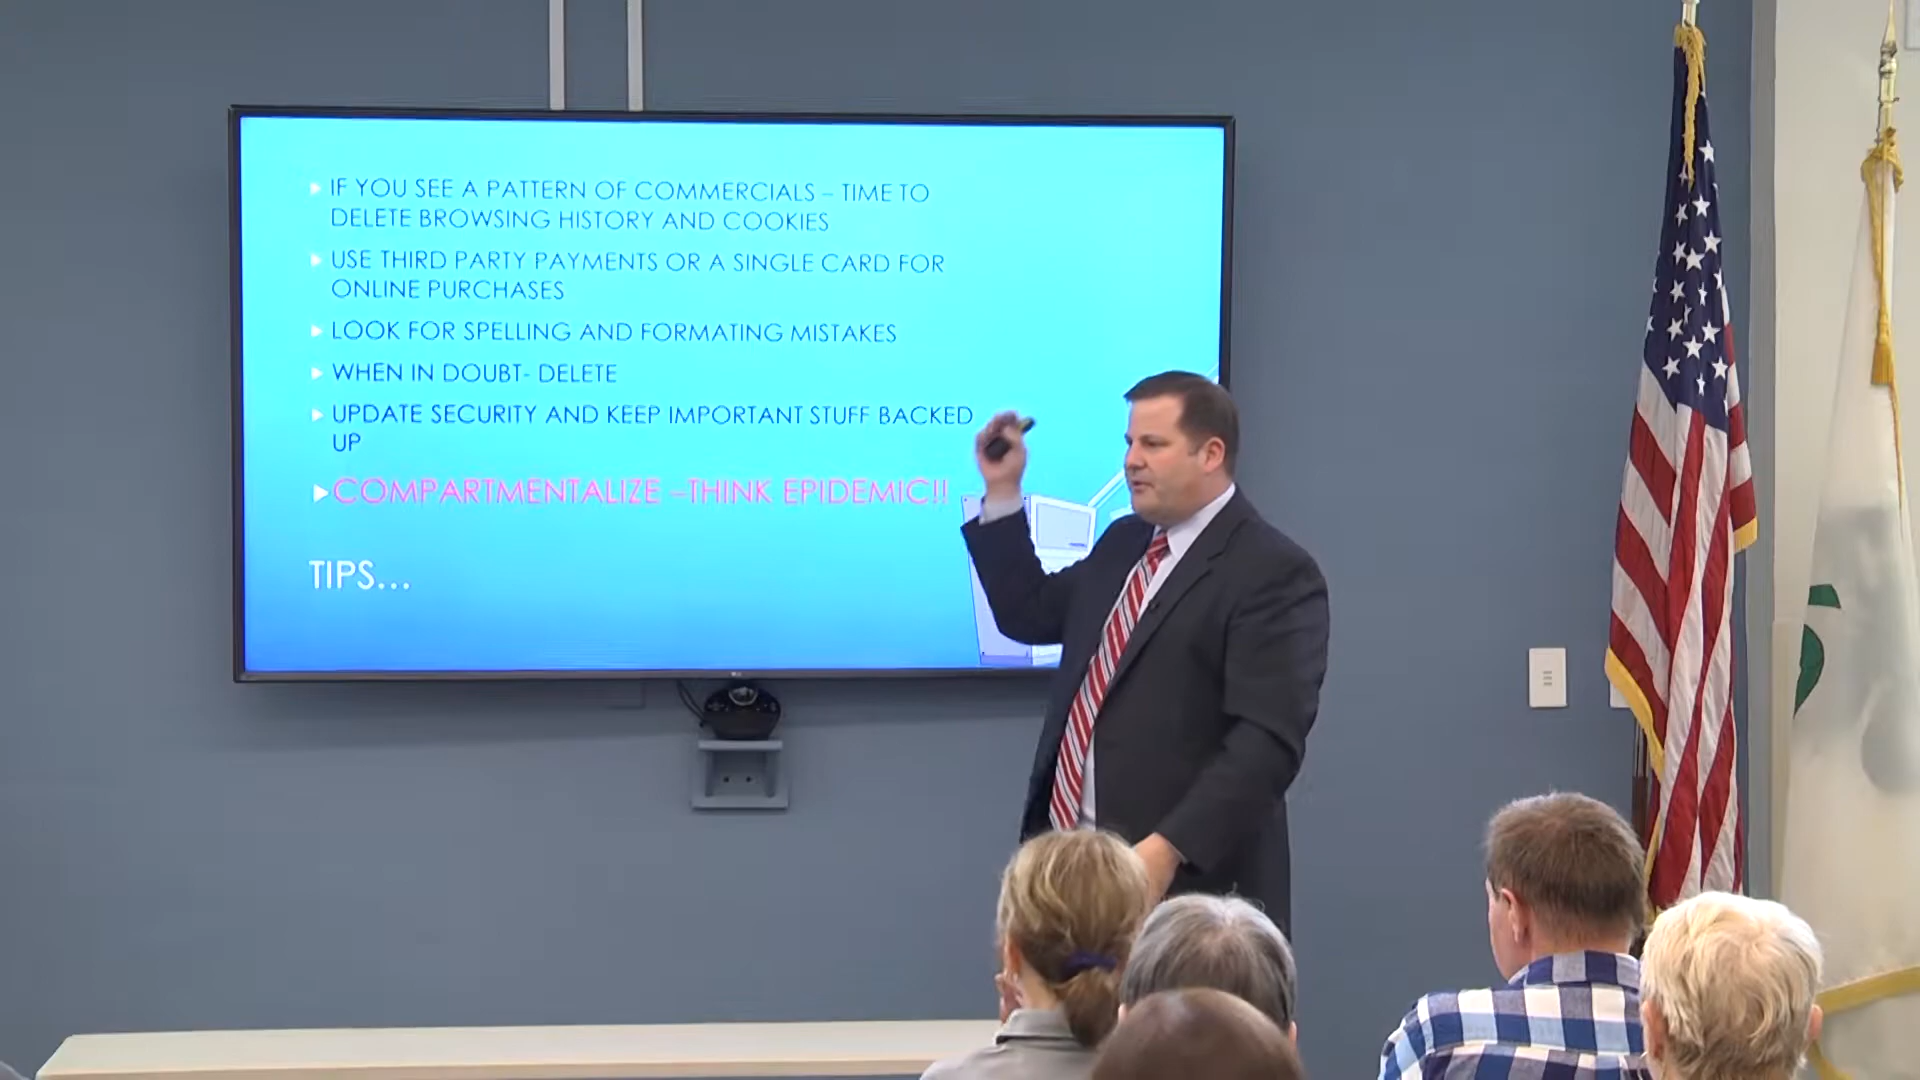 IF YOU SEE A PATTERN OF COMMERCIALS – TIME TO
DELETE BROWSING HISTORY AND COOKIES
USE THIRD PARTY PAYMENTS OR A SINGLE CARD FOR
ONLINE PURCHASES
LOOK FOR SPELLING AND FORMATING MISTAKES
WHEN IN DOUBT- DELETE
UPDATE SECURITY AND KEEP IMPORTANT STUFF BACKED
UP
COMPARTMENTALIZE –THINK EPIDEMIC!!
TIPS...
LG